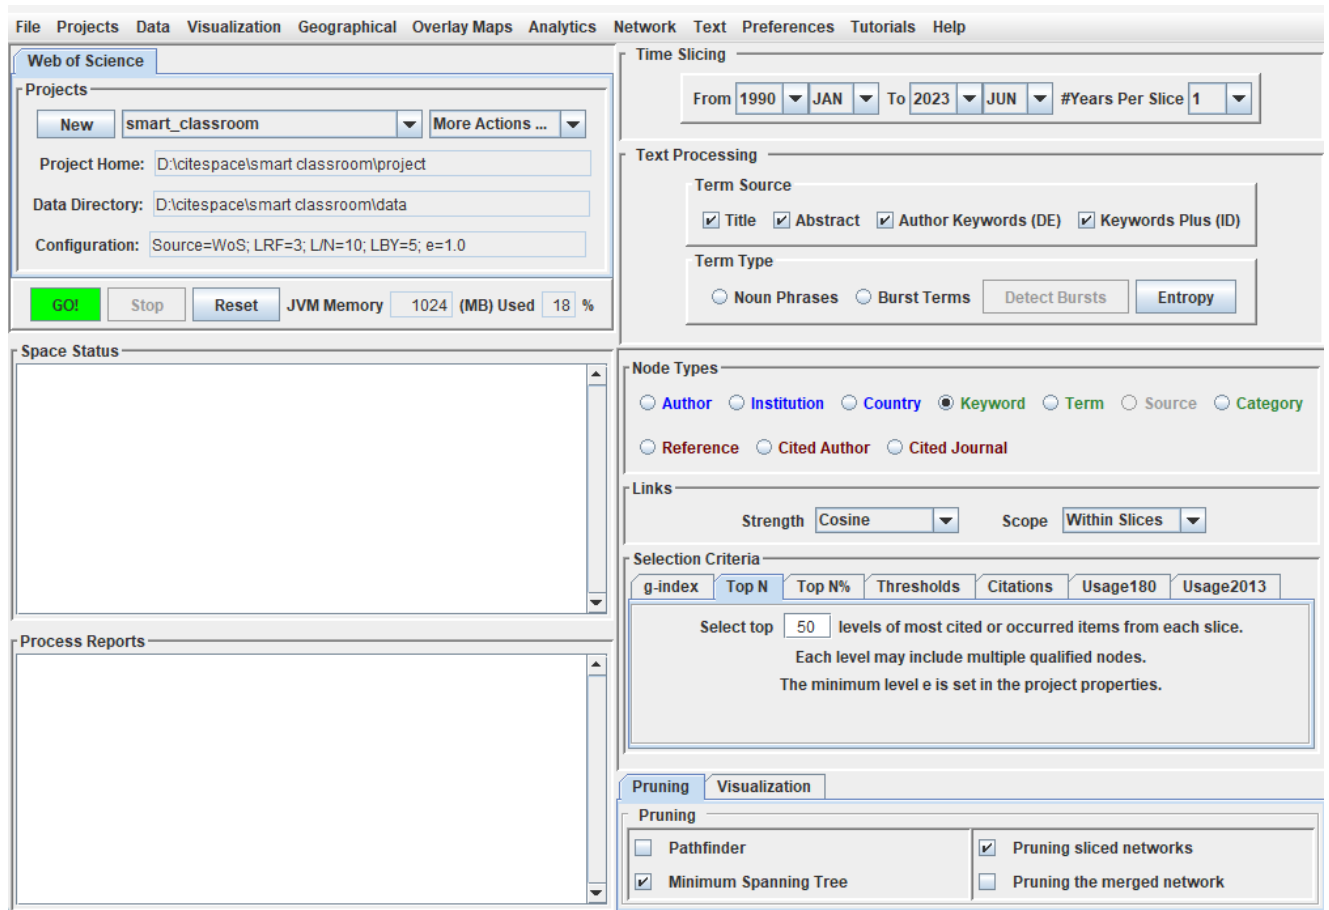 File Projects Data Visualization Geographical Overlay Maps Analytics Network Text Preferences Tutorials Help
Web of Science
Projects
New smart_classroom More Actions ...
Project Home: D:\citespace\smart classroom\project
Data Directory: D:\citespace\smart classroom\data
Configuration: Source=WoS; LRF=3; L/N=10; LBY=5; e=1.0
GO! Stop Reset JVM Memory 1024 (MB) Used 18 %
Space Status
Process Reports
Time Slicing
From 1990 JAN To 2023 JUN #Years Per Slice 1
Text Processing
Term Source
Title Abstract Author Keywords (DE) Keywords Plus (ID)
Term Type
Noun Phrases Burst Terms Detect Bursts Entropy
Node Types
Author Institution Country Keyword Term Source Category
Reference Cited Author Cited Journal
Links
Strength Cosine Scope Within Slices
Selection Criteria
g-index Top N Top N% Thresholds Citations Usage180 Usage2013
Select top 50 levels of most cited or occurred items from each slice.
Each level may include multiple qualified nodes.
The minimum level e is set in the project properties.
Pruning Visualization
Pruning
Pathfinder Pruning sliced networks
Minimum Spanning Tree Pruning the merged network